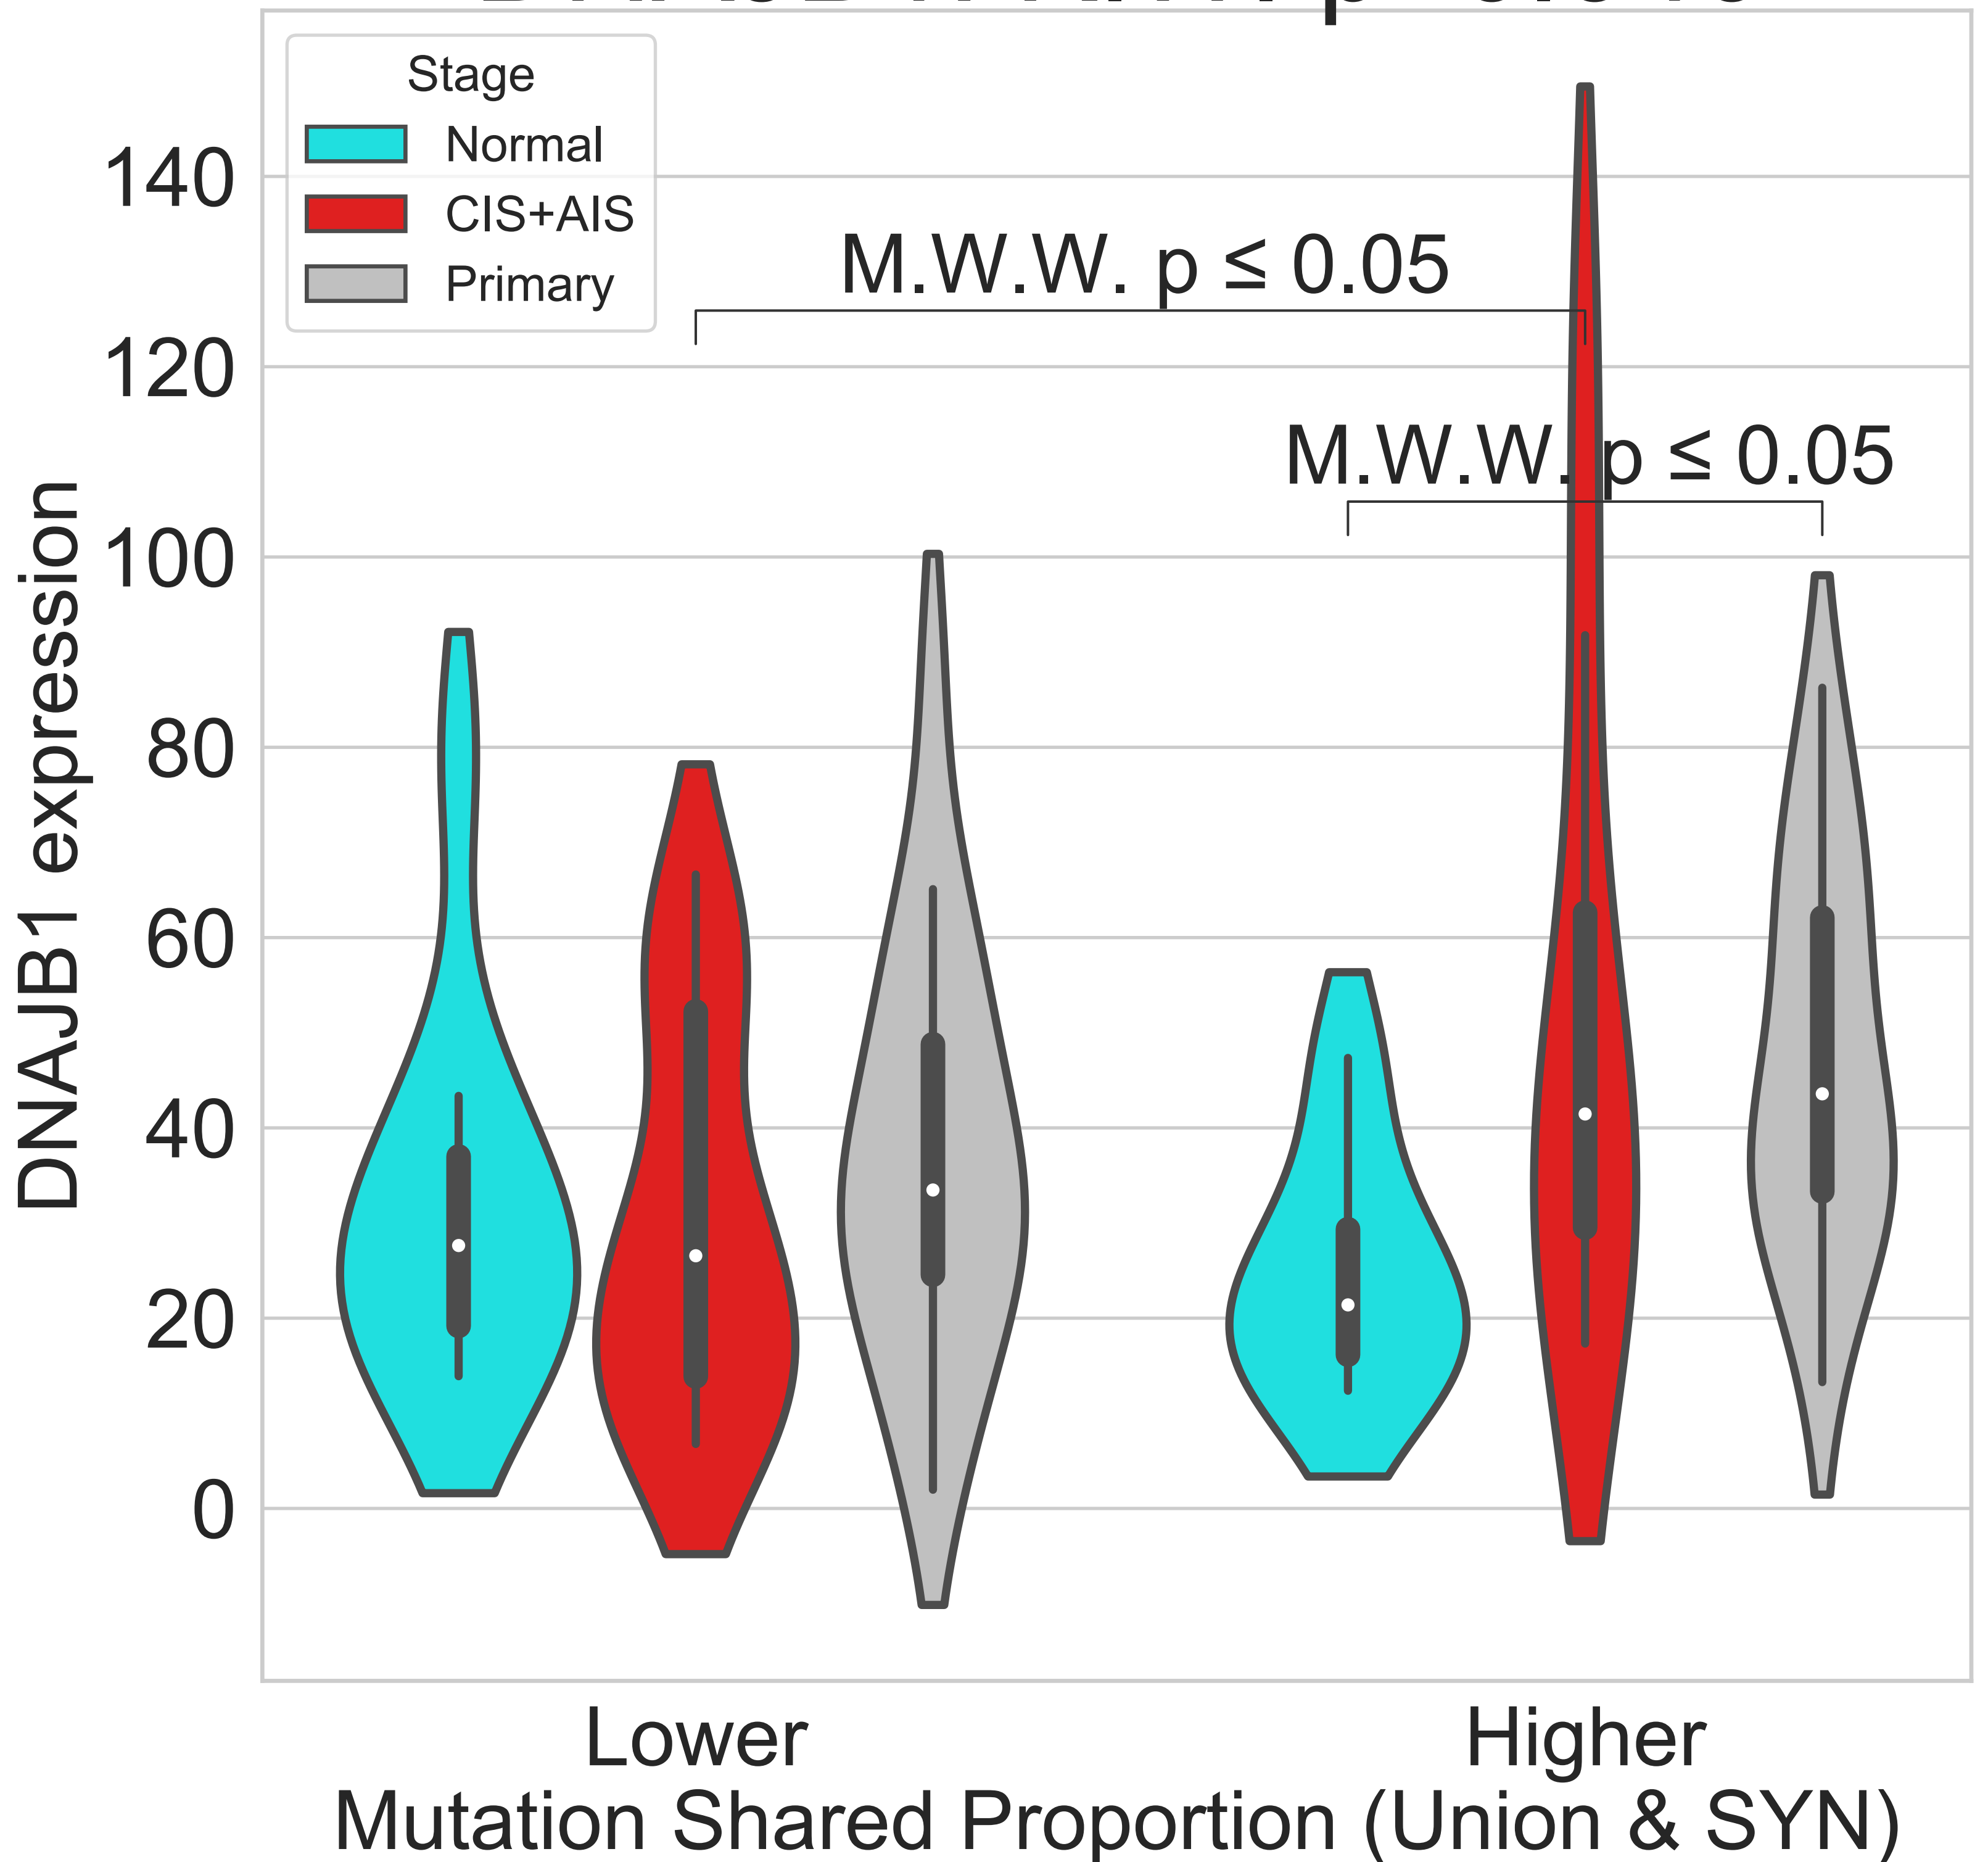 Stage
Normal
CIS+AIS
Primary
140
120
100
80
60
40
20
0
DNAJB1 expression
M.W.W. p ≤ 0.05
M.W.W. p ≤ 0.05
Lower
Higher
Mutation Shared Proportion (Union & SYN)